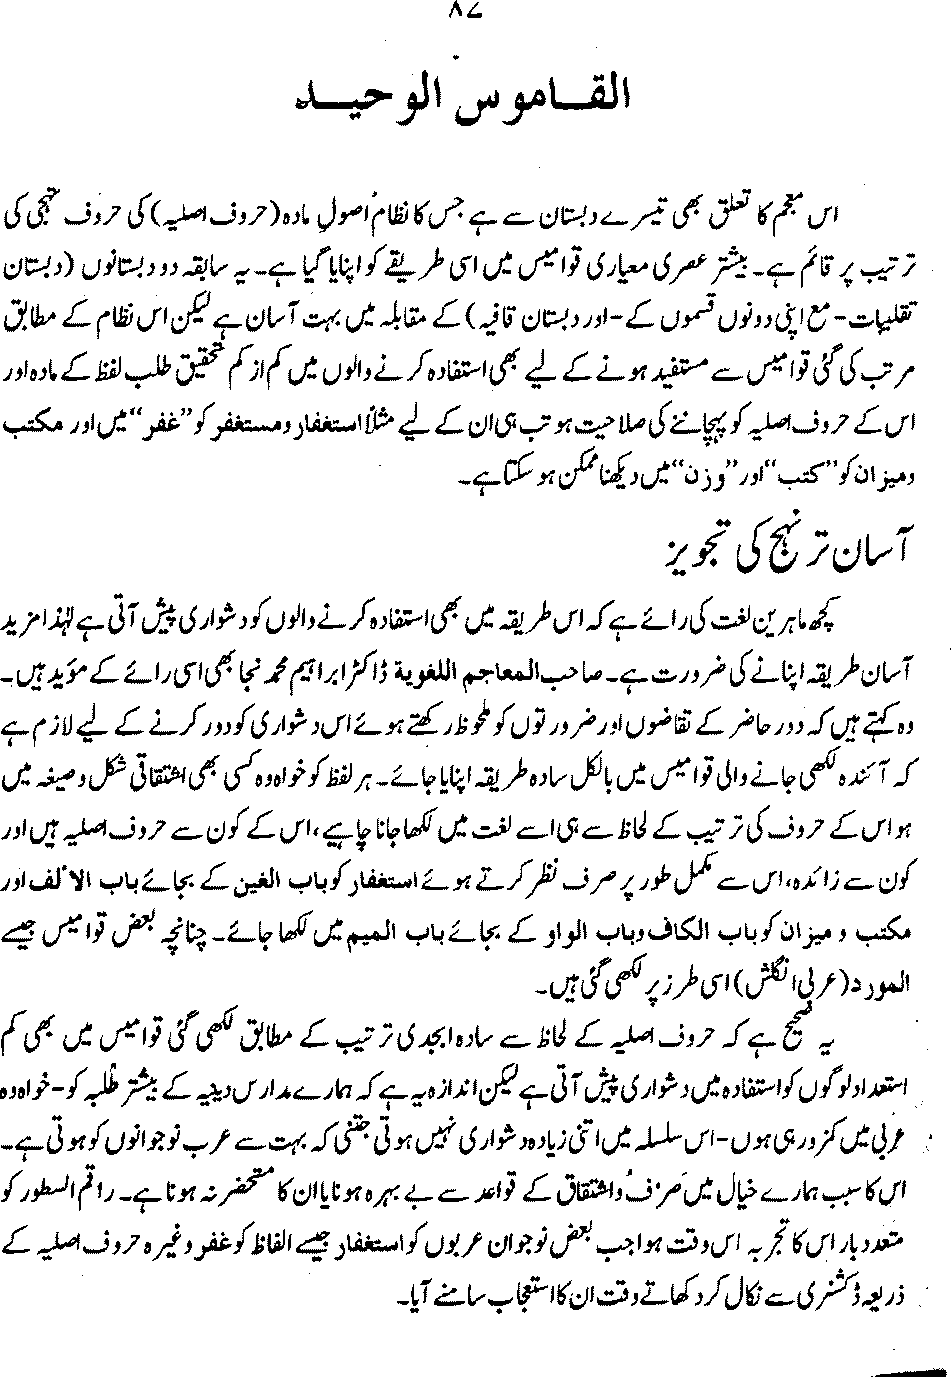 ۸۷
القاموس الوحید
اس معجم کا تعلق بھی تیسرے دبستان سے ہے جس کا نظام اصولِ مادہ (حروف اصلیہ) کی حروف تہجی کی
ترتیب پر قائم ہے۔ بیشتر عصری معیاری قوامیس میں اسی طریقے کو اپنایا گیا ہے۔ یہ سابقہ دو دبستانوں (دبستان
تقلیبات- مع اپنی دونوں قسموں کے- اور دبستان قافیہ) کے مقابلہ میں بہت آسان ہے لیکن اس نظام کے مطابق
مرتب کی گئی قوامیس سے مستفید ہونے کے لیے بھی استفادہ کرنے والوں میں کم از کم تحقیق طلب لفظ کے مادہ اور
اس کے حروف اصلیہ کو پہچاننے کی صلاحیت ہو تب ہی ان کے لیے مثلاً استغفار و مستغفر کو ”غفر“ میں اور مکتب
و میزان کو ”کتب“ اور ”وزن“ میں دیکھنا ممکن ہو سکتا ہے۔
آسان تر نہج کی تجویز
کچھ ماہرین لغت کی رائے ہے کہ اس طریقہ میں بھی استفادہ کرنے والوں کو دشواری پیش آتی ہے لہٰذا مزید
آسان طریقہ اپنانے کی ضرورت ہے۔ صاحب المعاجم اللغویة ڈاکٹر ابراہیم محمد نجا بھی اسی رائے کے مؤید ہیں۔
وہ کہتے ہیں کہ دور حاضر کے تقاضوں اور ضرورتوں کو ملحوظ رکھتے ہوئے اس دشواری کو دور کرنے کے لیے لازم ہے
کہ آئندہ لکھی جانے والی قوامیس میں بالکل سادہ طریقہ اپنایا جائے۔ ہر لفظ کو خواہ وہ کسی بھی اشتقاقی شکل و صیغہ میں
ہو اس کے حروف کی ترتیب کے لحاظ سے ہی اسے لغت میں لکھا جانا چاہیے، اس کے کون سے حروف اصلیہ ہیں اور
کون سے زائدہ، اس سے مکمل طور پر صرف نظر کرتے ہوئے استغفار کو باب الغین کے بجائے باب الألف اور
مکتب و میزان کو باب الکاف و باب الواو کے بجائے باب المیم میں لکھا جائے۔ چنانچہ بعض قوامیس جیسے
المورد (عربی انگلش) اسی طرز پر لکھی گئی ہیں۔
یہ صحیح ہے کہ حروف اصلیہ کے لحاظ سے سادہ ابجدی ترتیب کے مطابق لکھی گئی قوامیس میں بھی کم
استعداد لوگوں کو استفادہ میں دشواری پیش آتی ہے لیکن اندازہ یہ ہے کہ ہمارے مدارس دینیہ کے بیشتر طلبہ کو- خواہ وہ
عربی میں کمزور ہی ہوں- اس سلسلہ میں اتنی زیادہ دشواری نہیں ہوتی جتنی کہ بہت سے عرب نوجوانوں کو ہوتی ہے۔
اس کا سبب ہمارے خیال میں صرف و اشتقاق کے قواعد سے بے بہرہ ہونا یا ان کا مستحضر نہ ہونا ہے۔ راقم السطور کو
متعدد بار اس کا تجربہ اس وقت ہوا جب بعض نوجوان عربوں کو استغفار جیسے الفاظ کو غفر وغیرہ حروف اصلیہ کے
ذریعہ ڈکشنری سے نکال کر دکھاتے وقت ان کا استعجاب سامنے آیا۔